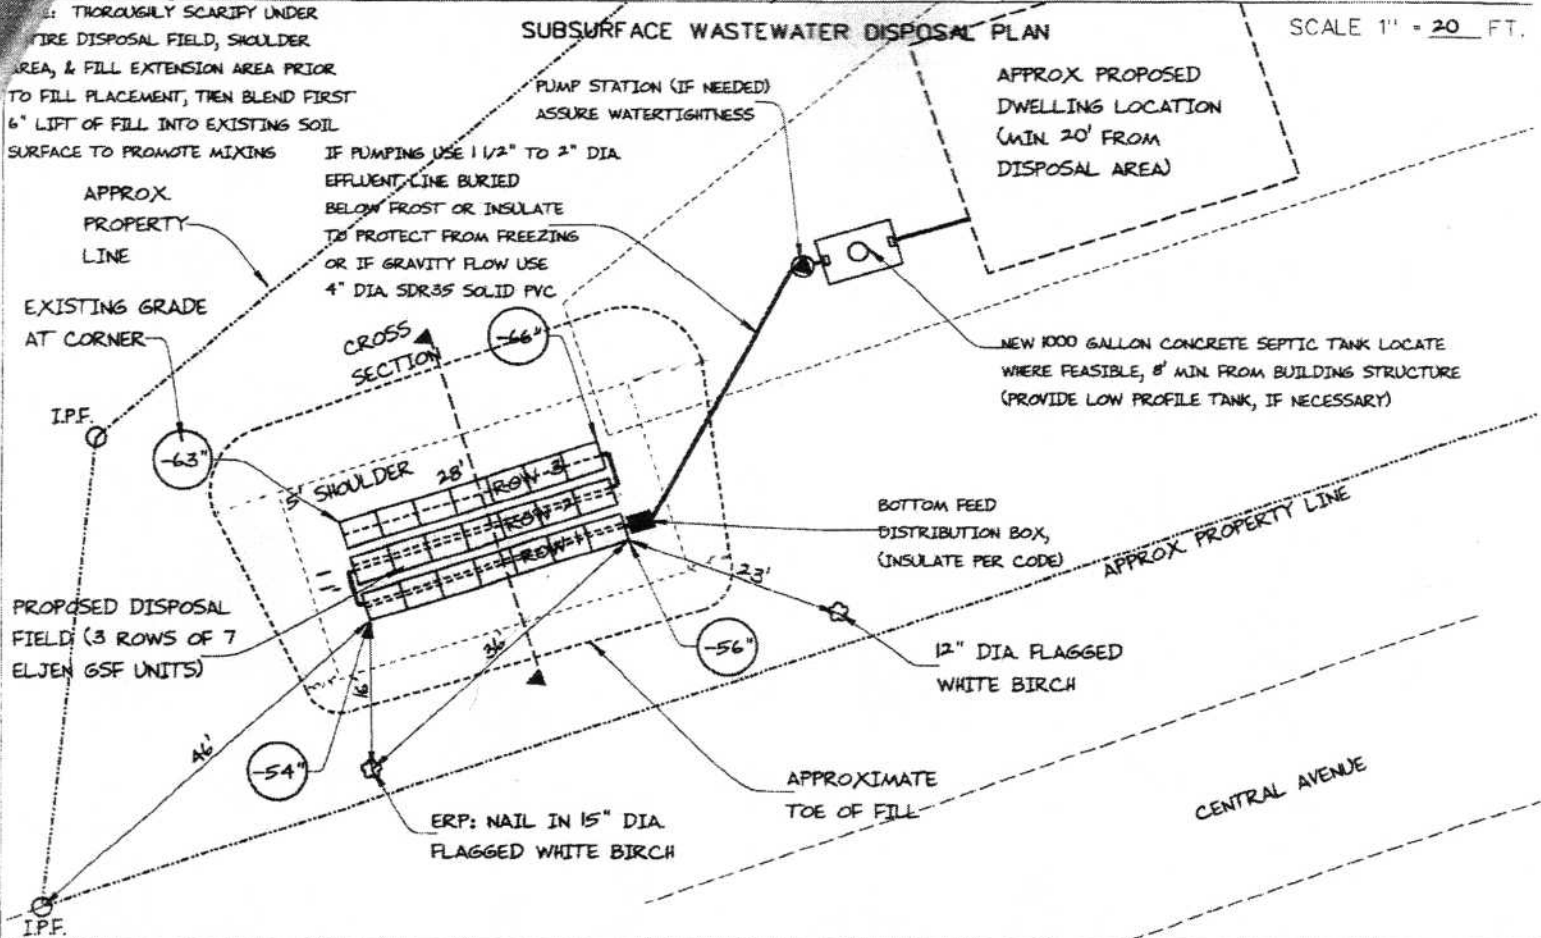 SUBSURFACE WASTEWATER DISPOSAL PLAN
SCALE 1" = 20 FT.
THOROUGHLY SCARIFY UNDER
DISPOSAL FIELD, SHOULDER
AREA, & FILL EXTENSION AREA PRIOR
TO FILL PLACEMENT, THEN BLEND FIRST
6" LIFT OF FILL INTO EXISTING SOIL
SURFACE TO PROMOTE MIXING
PUMP STATION (IF NEEDED)
ASSURE WATERTIGHTNESS
APPROX PROPOSED
DWELLING LOCATION
(MIN. 20' FROM
DISPOSAL AREA)
IF PUMPING USE 1 1/2" TO 2" DIA
EFFLUENT LINE BURIED
BELOW FROST OR INSULATE
TO PROTECT FROM FREEZING
OR IF GRAVITY FLOW USE
4" DIA. SDR35 SOLID PVC
APPROX
PROPERTY
LINE
EXISTING GRADE
AT CORNER
CROSS
SECTION
-66"
NEW 1000 GALLON CONCRETE SEPTIC TANK LOCATE
WHERE FEASIBLE, 8' MIN. FROM BUILDING STRUCTURE
(PROVIDE LOW PROFILE TANK, IF NECESSARY)
I.P.F.
-63"
5' SHOULDER
28'
ROW 3
ROW 2
ROW 1
BOTTOM FEED
DISTRIBUTION BOX,
(INSULATE PER CODE)
APPROX PROPERTY LINE
23'
PROPOSED DISPOSAL
FIELD (3 ROWS OF 7
ELJEN GSF UNITS)
36'
16'
-56"
12" DIA FLAGGED
WHITE BIRCH
46'
-54"
APPROXIMATE
TOE OF FILL
CENTRAL AVENUE
ERP: NAIL IN 15" DIA
FLAGGED WHITE BIRCH
I.P.F.